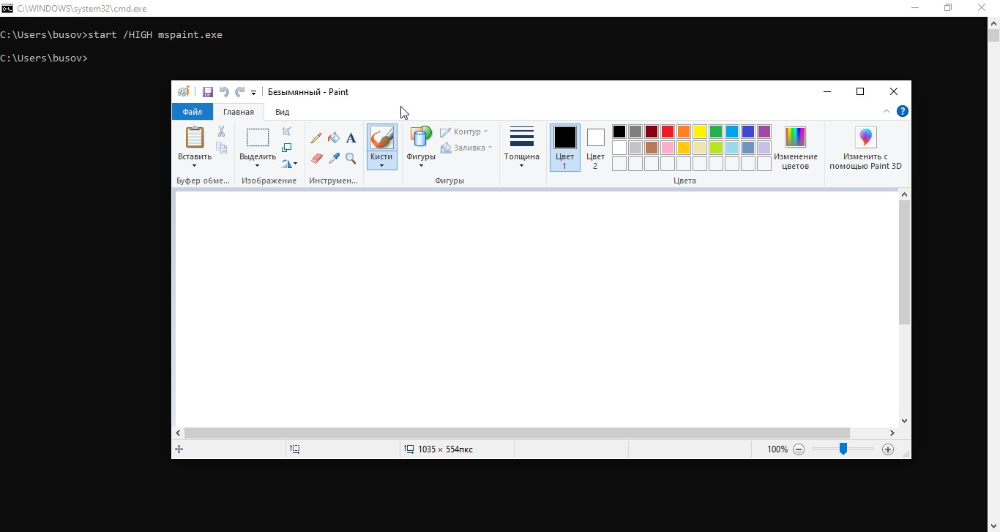 C:\WINDOWS\system32\cmd.exe
C:\Users\busov>start /HIGH mspaint.exe
C:\Users\busov>
Безымянный - Paint
Файл Главная Вид
Вставить
Выделить
Кисти
Фигуры
Контур
Заливка
Толщина
Цвет
1
Цвет
2
Изменение
цветов
Изменить с
помощью Paint 3D
Буфер обме... Изображение Инструмен... Фигуры Цвета
1035 × 554пкс 100%